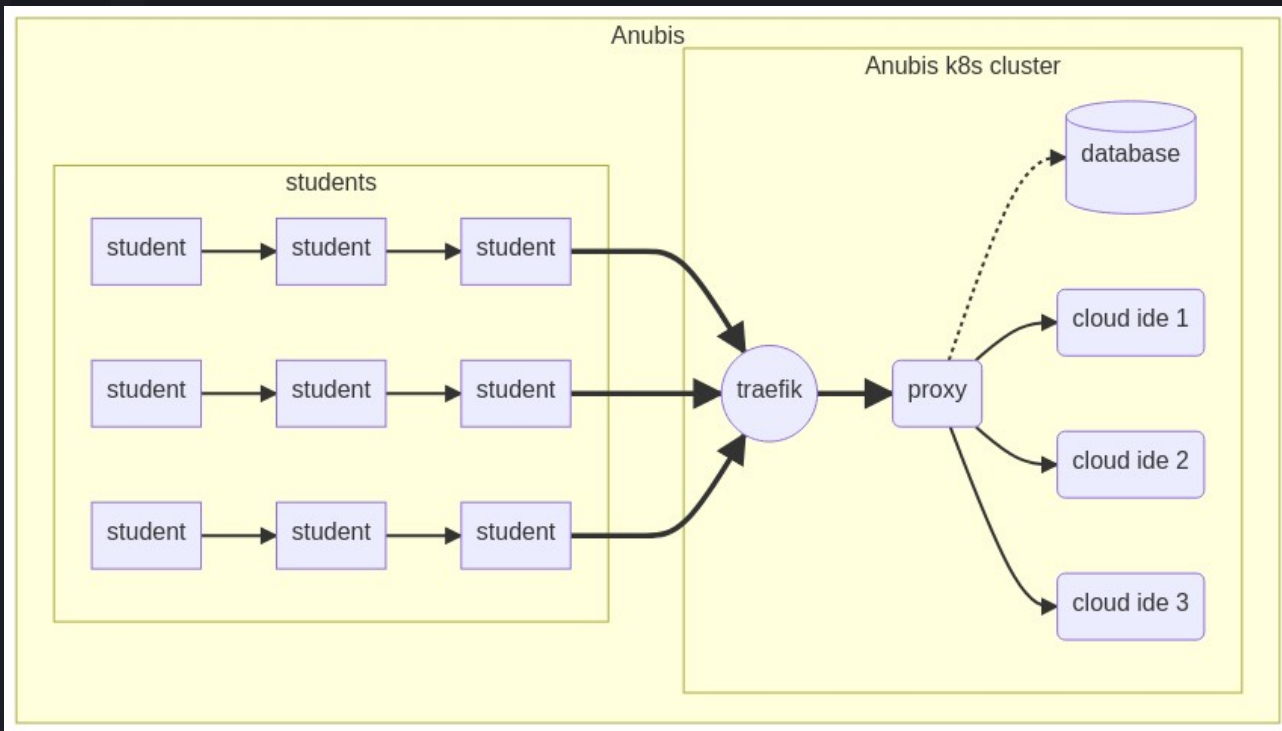 Anubis
Anubis k8s cluster
database
students
student
student
student
cloud ide 1
student
student
student
traefik
proxy
cloud ide 2
student
student
student
cloud ide 3